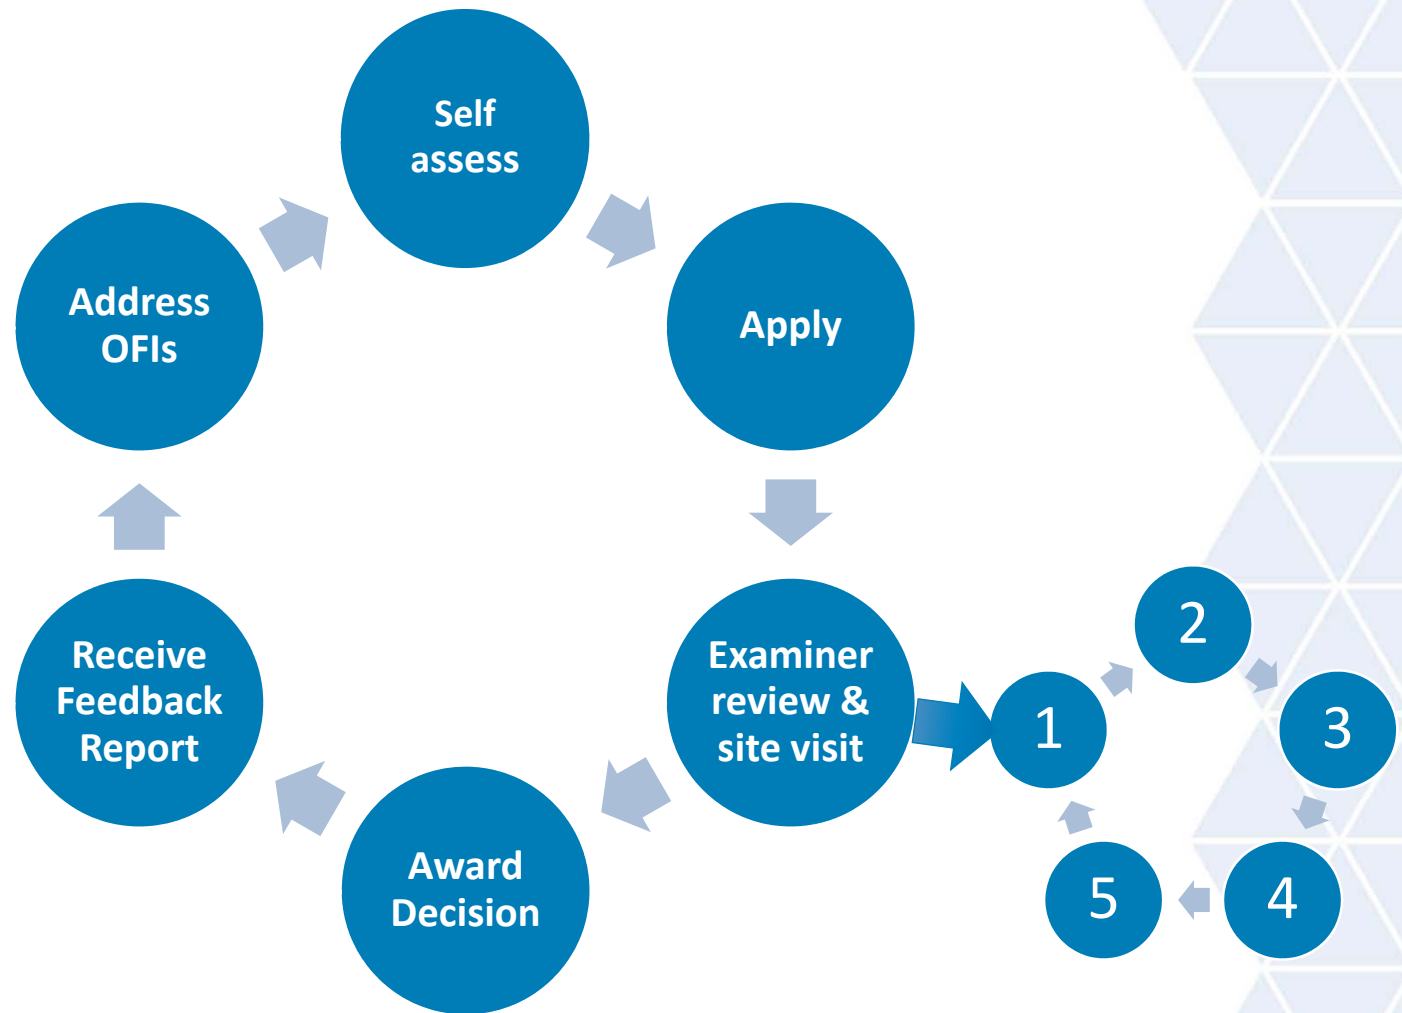 Self
assess
Apply
Examiner
review &
site visit
Award
Decision
Receive
Feedback
Report
Address
OFIs
1
2
3
4
5